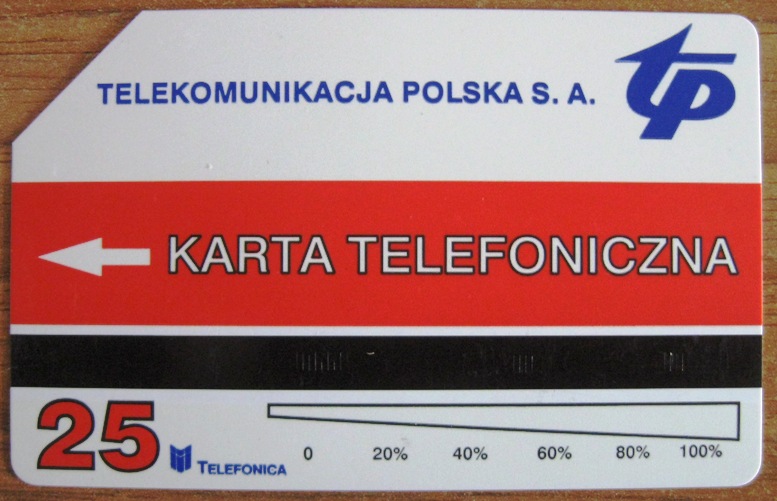 TELEKOMUNIKACJA POLSKA S. A.
tp
KARTA TELEFONICZNA
25
TELEFONICA
0 20% 40% 60% 80% 100%